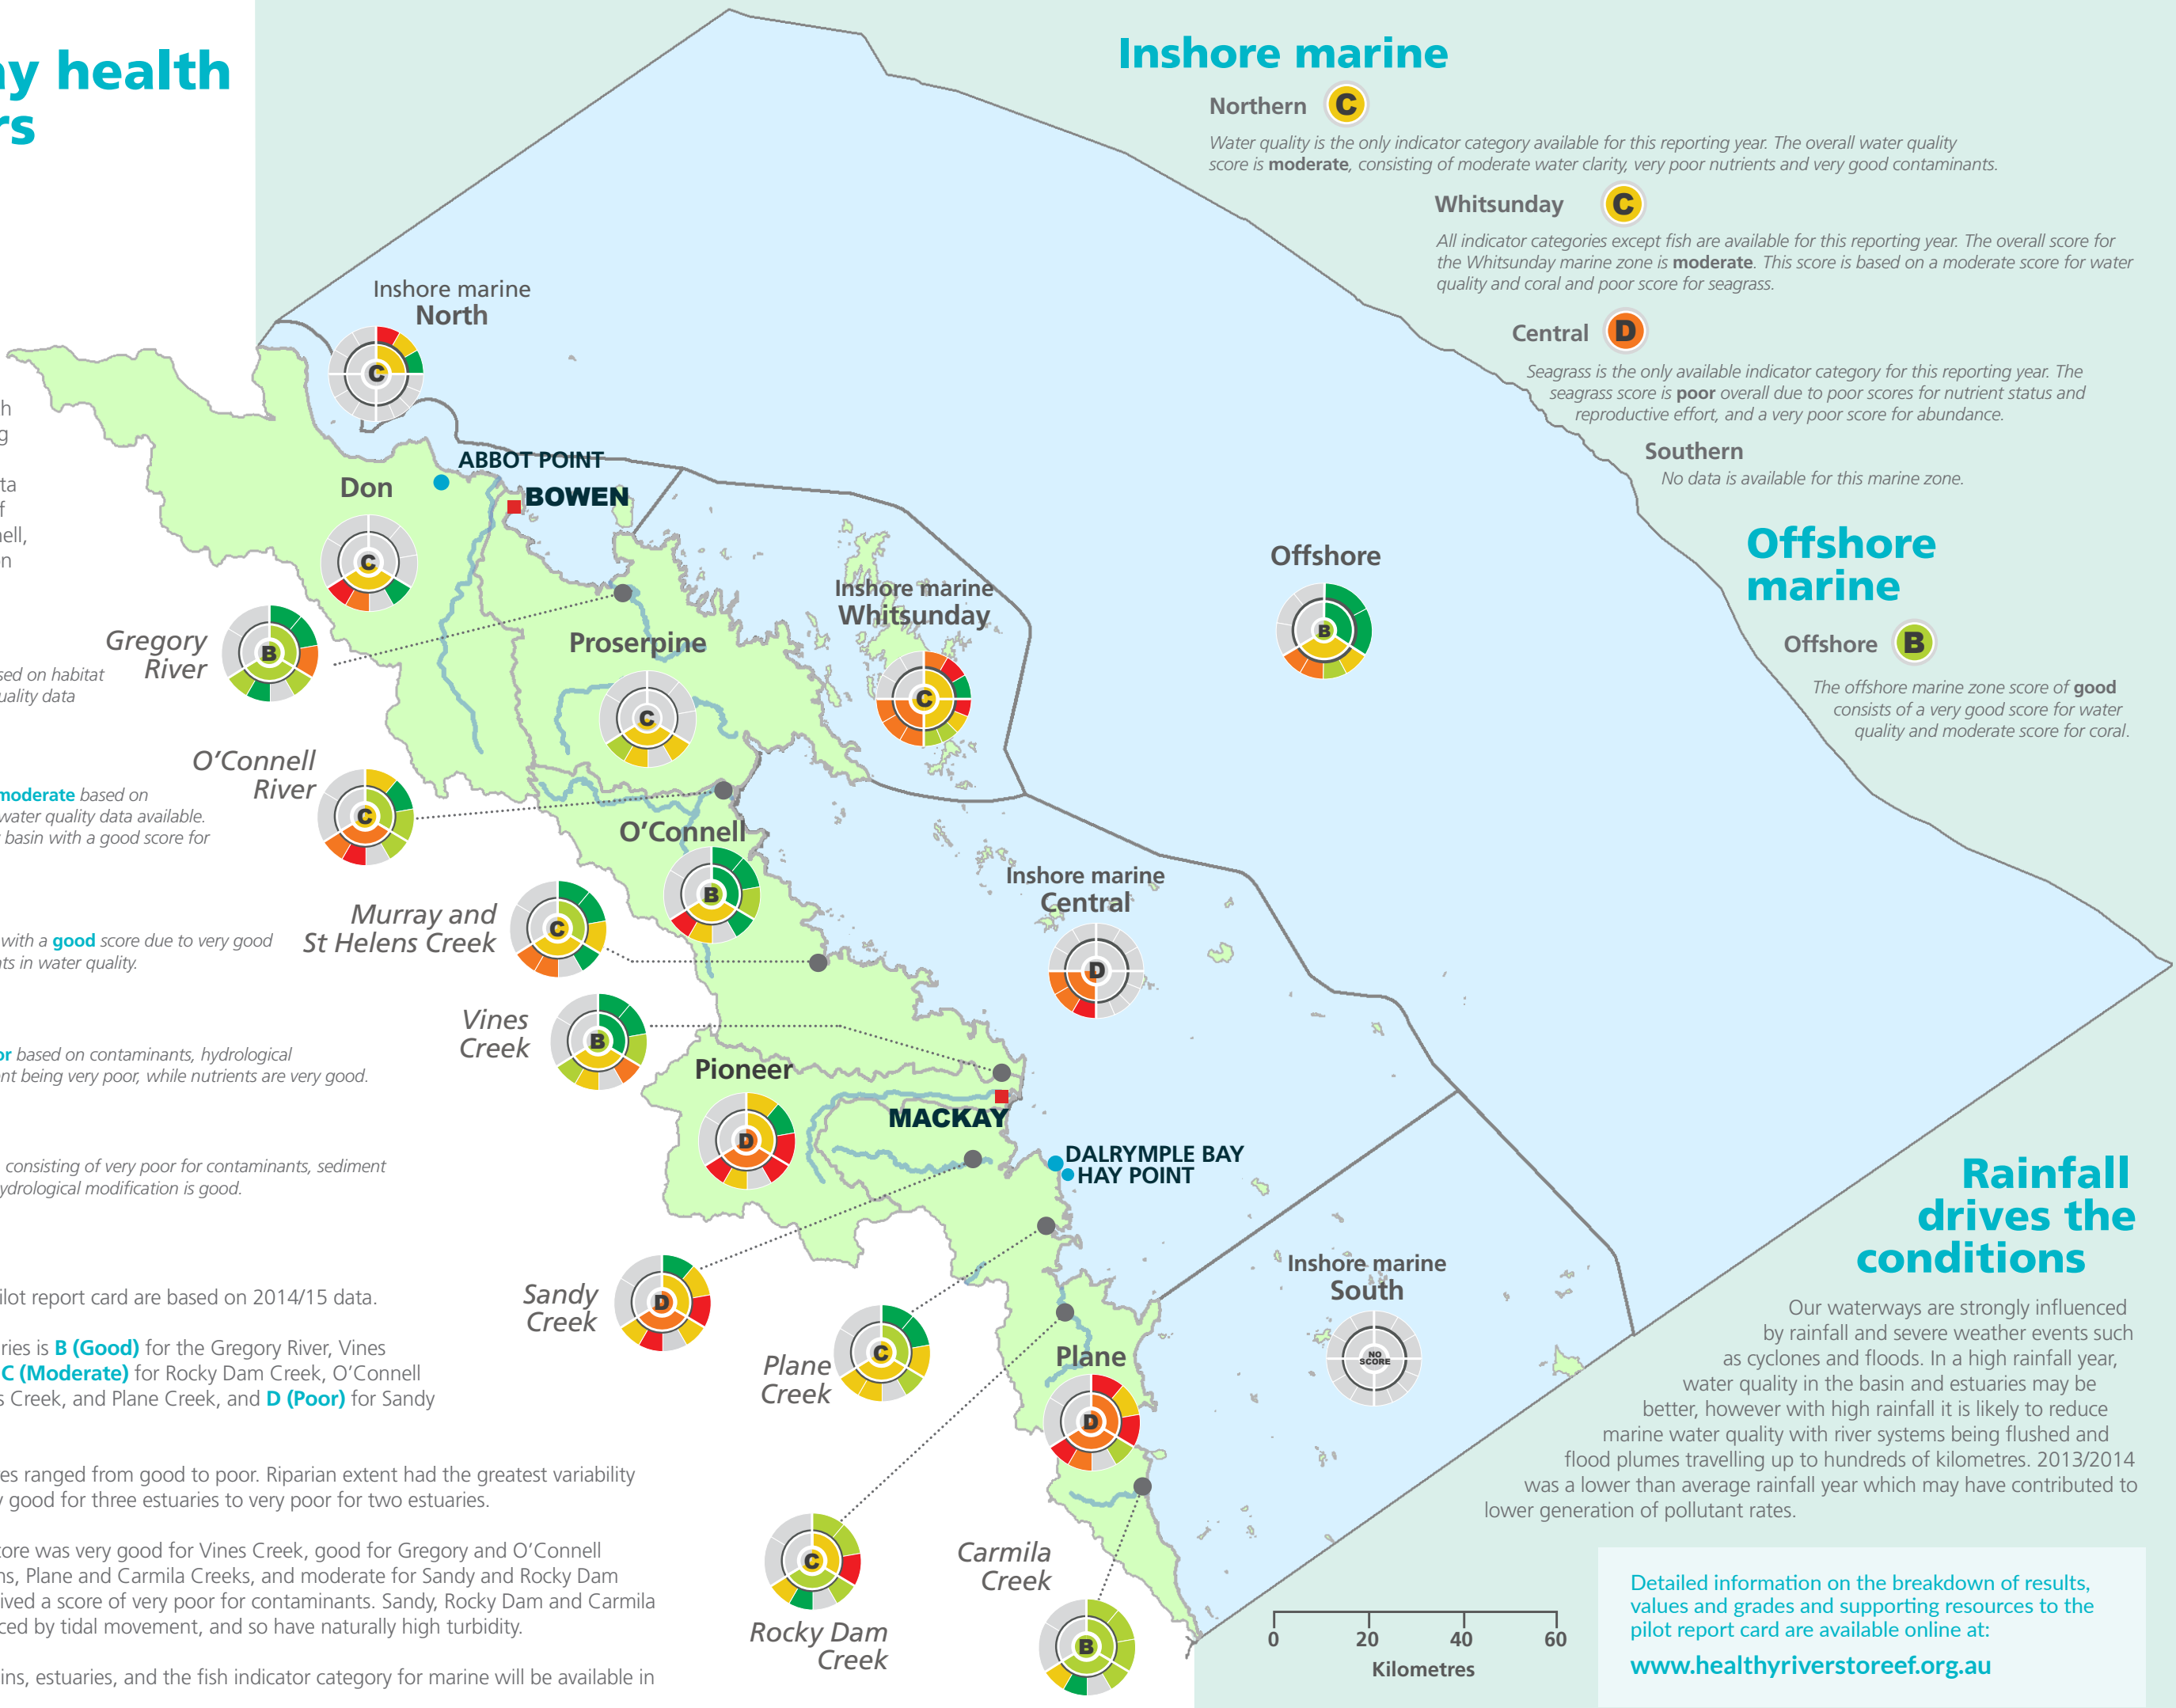 ay health
rs
h
g
ta
f
nell,
n
sed on habitat
uality data
moderate based on
water quality data available.
basin with a good score for
with a good score due to very good
nts in water quality.
or based on contaminants, hydrological
nt being very poor, while nutrients are very good.
consisting of very poor for contaminants, sediment
ydrological modification is good.
ilot report card are based on 2014/15 data.
ries is B (Good) for the Gregory River, Vines
C (Moderate) for Rocky Dam Creek, O’Connell
s Creek, and Plane Creek, and D (Poor) for Sandy
es ranged from good to poor. Riparian extent had the greatest variability
y good for three estuaries to very poor for two estuaries.
core was very good for Vines Creek, good for Gregory and O’Connell
ns, Plane and Carmila Creeks, and moderate for Sandy and Rocky Dam
ived a score of very poor for contaminants. Sandy, Rocky Dam and Carmila
ced by tidal movement, and so have naturally high turbidity.
ins, estuaries, and the fish indicator category for marine will be available in
Inshore marine
North
C
ABBOT POINT
BOWEN
Don
C
Gregory
River
B
Proserpine
C
Inshore marine
Whitsunday
C
Offshore
B
O’Connell
River
C
O’Connell
B
Murray and
St Helens Creek
C
Inshore marine
Central
D
Vines
Creek
B
Pioneer
D
MACKAY
DALRYMPLE BAY
HAY POINT
Sandy
Creek
D
Plane
Creek
C
Inshore marine
South
NO
SCORE
Plane
D
Rocky Dam
Creek
C
Carmila
Creek
B
0 20 40 60
Kilometres
Inshore marine
Northern C
Water quality is the only indicator category available for this reporting year. The overall water quality
score is moderate, consisting of moderate water clarity, very poor nutrients and very good contaminants.
Whitsunday C
All indicator categories except fish are available for this reporting year. The overall score for
the Whitsunday marine zone is moderate. This score is based on a moderate score for water
quality and coral and poor score for seagrass.
Central D
Seagrass is the only available indicator category for this reporting year. The
seagrass score is poor overall due to poor scores for nutrient status and
reproductive effort, and a very poor score for abundance.
Southern
No data is available for this marine zone.
Offshore
marine
Offshore B
The offshore marine zone score of good
consists of a very good score for water
quality and moderate score for coral.
Rainfall
drives the
conditions
Our waterways are strongly influenced
by rainfall and severe weather events such
as cyclones and floods. In a high rainfall year,
water quality in the basin and estuaries may be
better, however with high rainfall it is likely to reduce
marine water quality with river systems being flushed and
flood plumes travelling up to hundreds of kilometres. 2013/2014
was a lower than average rainfall year which may have contributed to
lower generation of pollutant rates.
Detailed information on the breakdown of results,
values and grades and supporting resources to the
pilot report card are available online at:
www.healthyriverstoreef.org.au